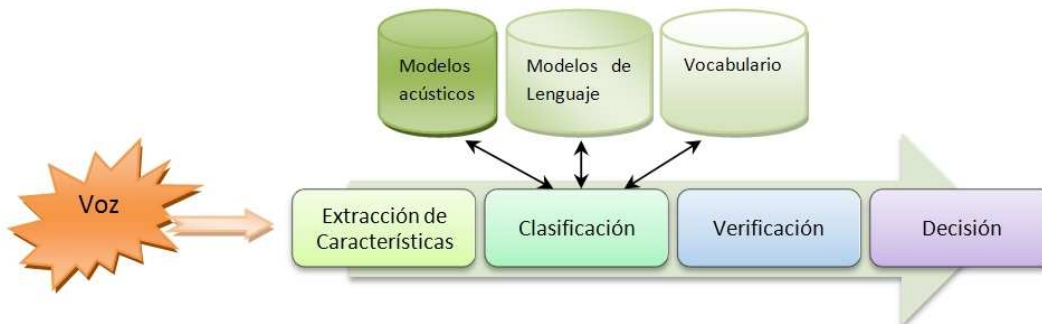 Modelos
acústicos
Modelos de
Lenguaje
Vocabulario
Voz
Extracción de
Características
Clasificación
Verificación
Decisión